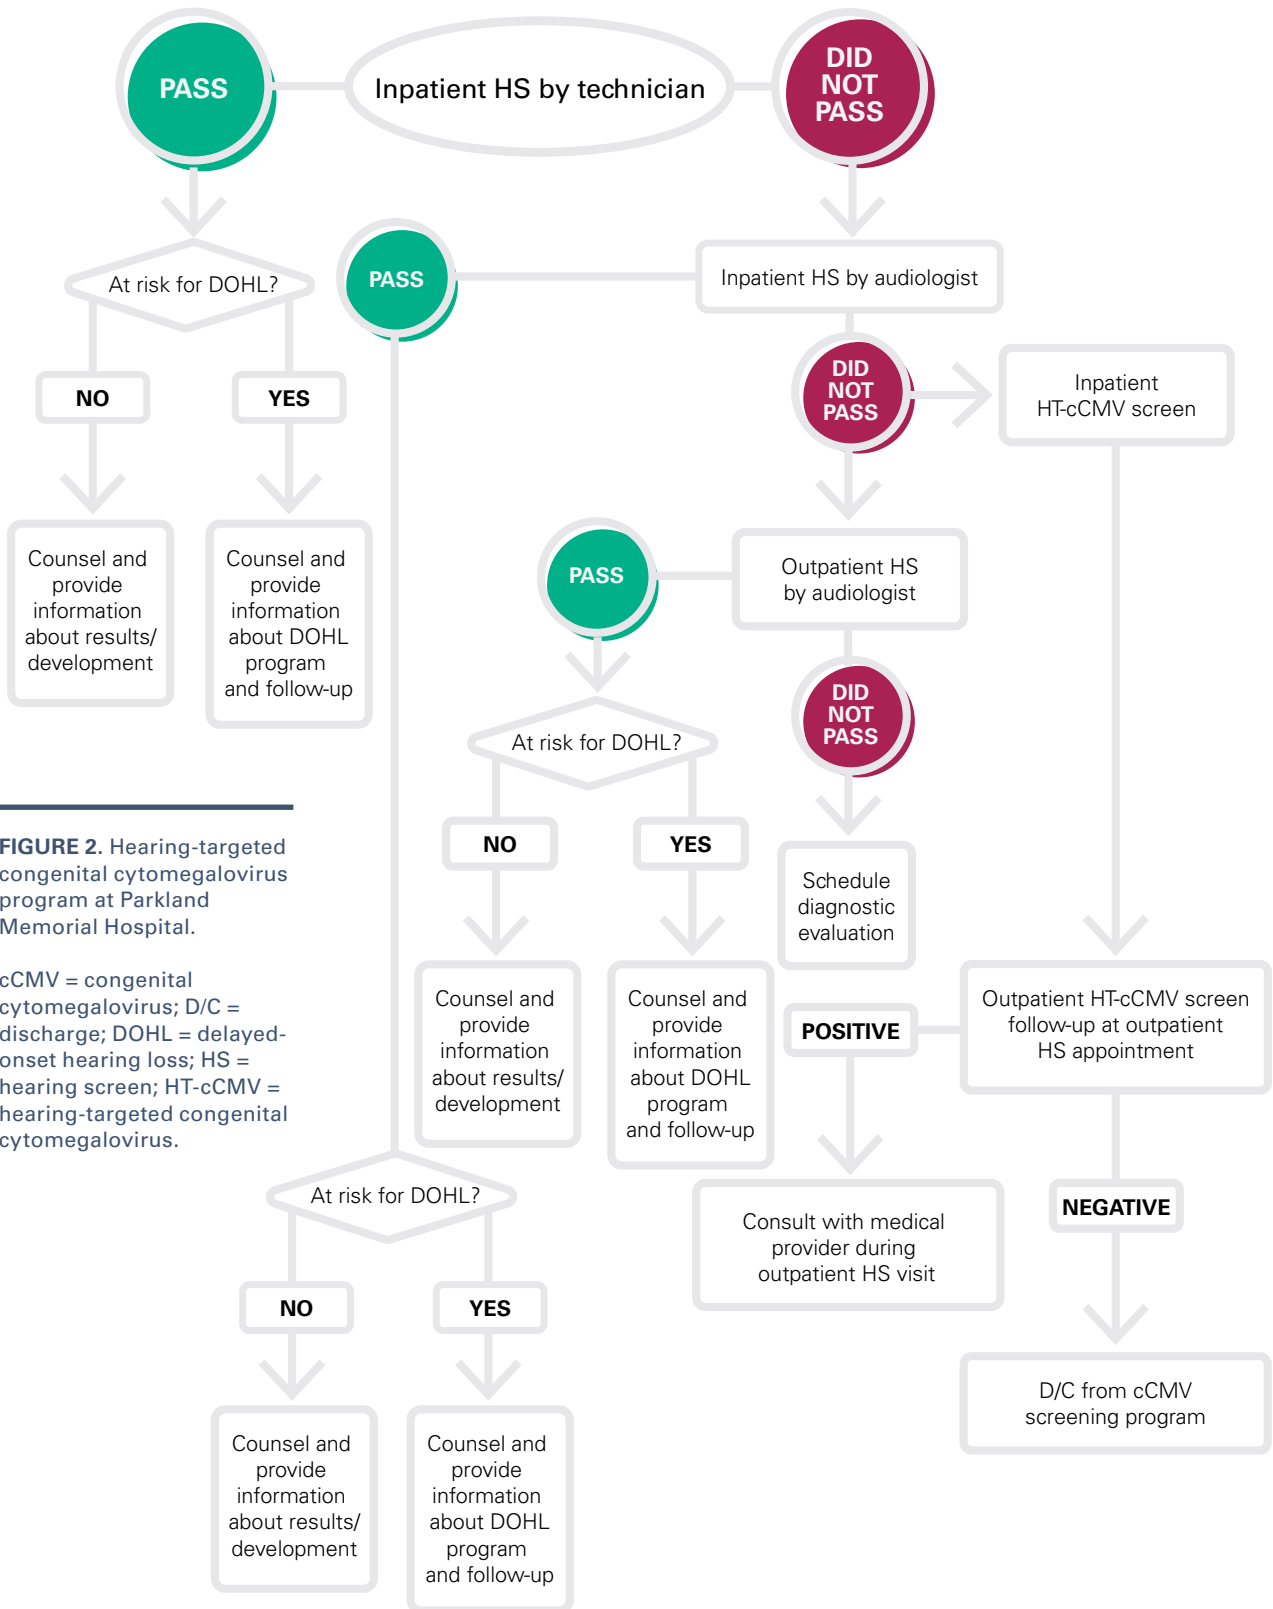 PASS
Inpatient HS by technician
DID
NOT
PASS
At risk for DOHL?
NO
YES
Counsel and
provide
information
about results/
development
Counsel and
provide
information
about DOHL
program
and follow-up
PASS
Inpatient HS by audiologist
DID
NOT
PASS
Inpatient
HT-cCMV screen
PASS
Outpatient HS
by audiologist
DID
NOT
PASS
At risk for DOHL?
NO
YES
Schedule
diagnostic
evaluation
Counsel and
provide
information
about results/
development
Counsel and
provide
information
about DOHL
program
and follow-up
POSITIVE
Outpatient HT-cCMV screen
follow-up at outpatient
HS appointment
Consult with medical
provider during
outpatient HS visit
NEGATIVE
D/C from cCMV
screening program
At risk for DOHL?
NO
YES
Counsel and
provide
information
about results/
development
Counsel and
provide
information
about DOHL
program
and follow-up
FIGURE 2. Hearing-targeted
congenital cytomegalovirus
program at Parkland
Memorial Hospital.
cCMV = congenital
cytomegalovirus; D/C =
discharge; DOHL = delayed-
onset hearing loss; HS =
hearing screen; HT-cCMV =
hearing-targeted congenital
cytomegalovirus.